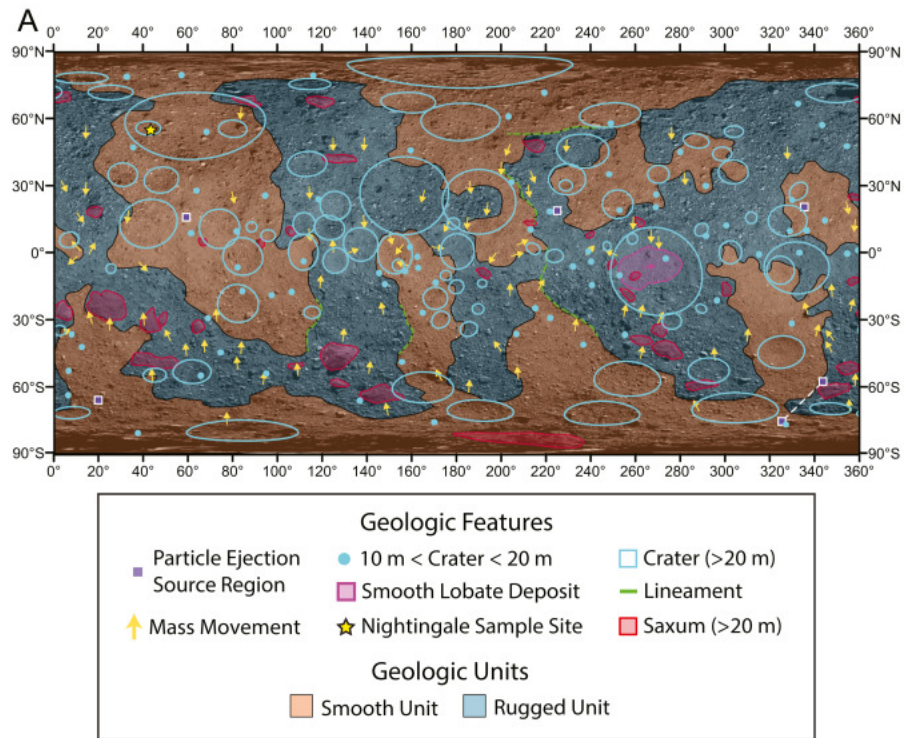 A
0° 20° 40° 60° 80° 100° 120° 140° 160° 180° 200° 220° 240° 260° 280° 300° 320° 340° 360°
90°N 90°N
60°N 60°N
30°N 30°N
0° 0°
30°S 30°S
60°S 60°S
90°S 90°S
0° 20° 40° 60° 80° 100° 120° 140° 160° 180° 200° 220° 240° 260° 280° 300° 320° 340° 360°
Geologic Features
Particle Ejection
Source Region
10 m < Crater < 20 m
Crater (>20 m)
Smooth Lobate Deposit
Lineament
Mass Movement
Nightingale Sample Site
Saxum (>20 m)
Geologic Units
Smooth Unit
Rugged Unit